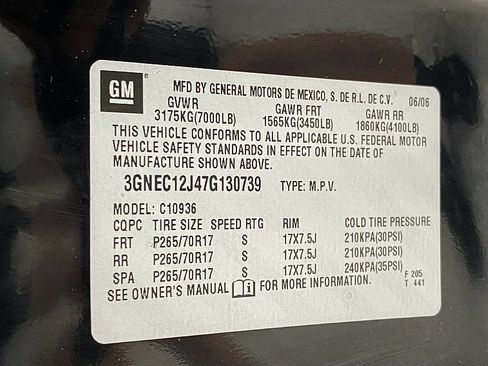 GM
MFD BY GENERAL MOTORS DE MEXICO, S. DE R.L. DE C.V. 06/06
GVWR GAWR FRT GAWR RR
3175KG(7000LB) 1565KG(3450LB) 1860KG(4100LB)
THIS VEHICLE CONFORMS TO ALL APPLICABLE U.S. FEDERAL MOTOR
VEHICLE SAFETY STANDARDS IN EFFECT ON THE DATE OF
MANUFACTURE SHOWN ABOVE.
3GNEC12J47G130739 TYPE: M.P.V.
MODEL: C10936
CQPC TIRE SIZE SPEED RTG RIM COLD TIRE PRESSURE
FRT P265/70R17 S 17X7.5J 210KPA(30PSI)
RR P265/70R17 S 17X7.5J 210KPA(30PSI)
SPA P265/70R17 S 17X7.5J 240KPA(35PSI)
SEE OWNER'S MANUAL i FOR MORE INFORMATION.
F 205
T 441